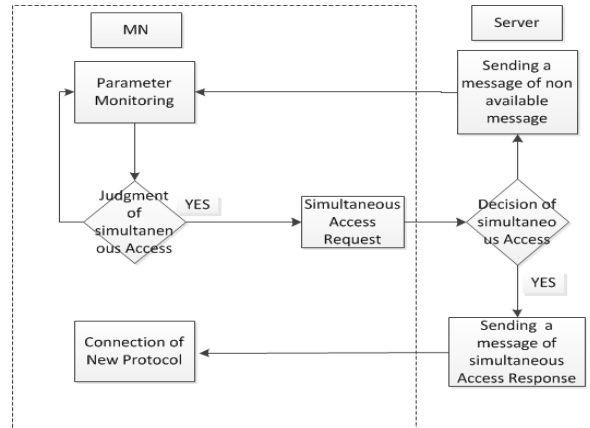 MN
Server
Parameter
Monitoring
Sending a
message of non
available
message
Judgment
of
simultanen
ous Access
YES
Simultaneous
Access
Request
Decision of
simultaneo
us Access
YES
Connection of
New Protocol
Sending a
message of
simultaneous
Access Response